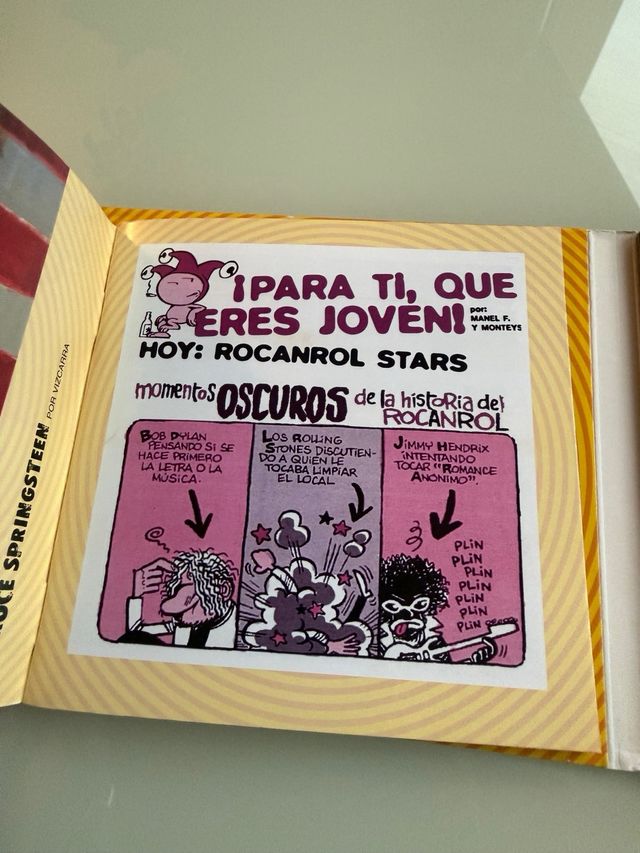 ¡PARA TI, QUE
ERES JOVEN!
por:
MANEL F.
Y MONTEYS
HOY: ROCANROL STARS
momentos OSCUROS de la historia del
ROCANROL
BOB DYLAN
PENSANDO SI SE
HACE PRIMERO
LA LETRA O LA
MÚSICA.
LOS ROLLING
STONES DISCUTIEN-
DO A QUIEN LE
TOCABA LIMPIAR
EL LOCAL
JIMMY HENDRIX
INTENTANDO
TOCAR "ROMANCE
ANÓNIMO".
PLIN
PLIN
PLIN
PLIN
PLIN
PLIN
PLIN
SPRINGSTEEN POR VIZCARRA